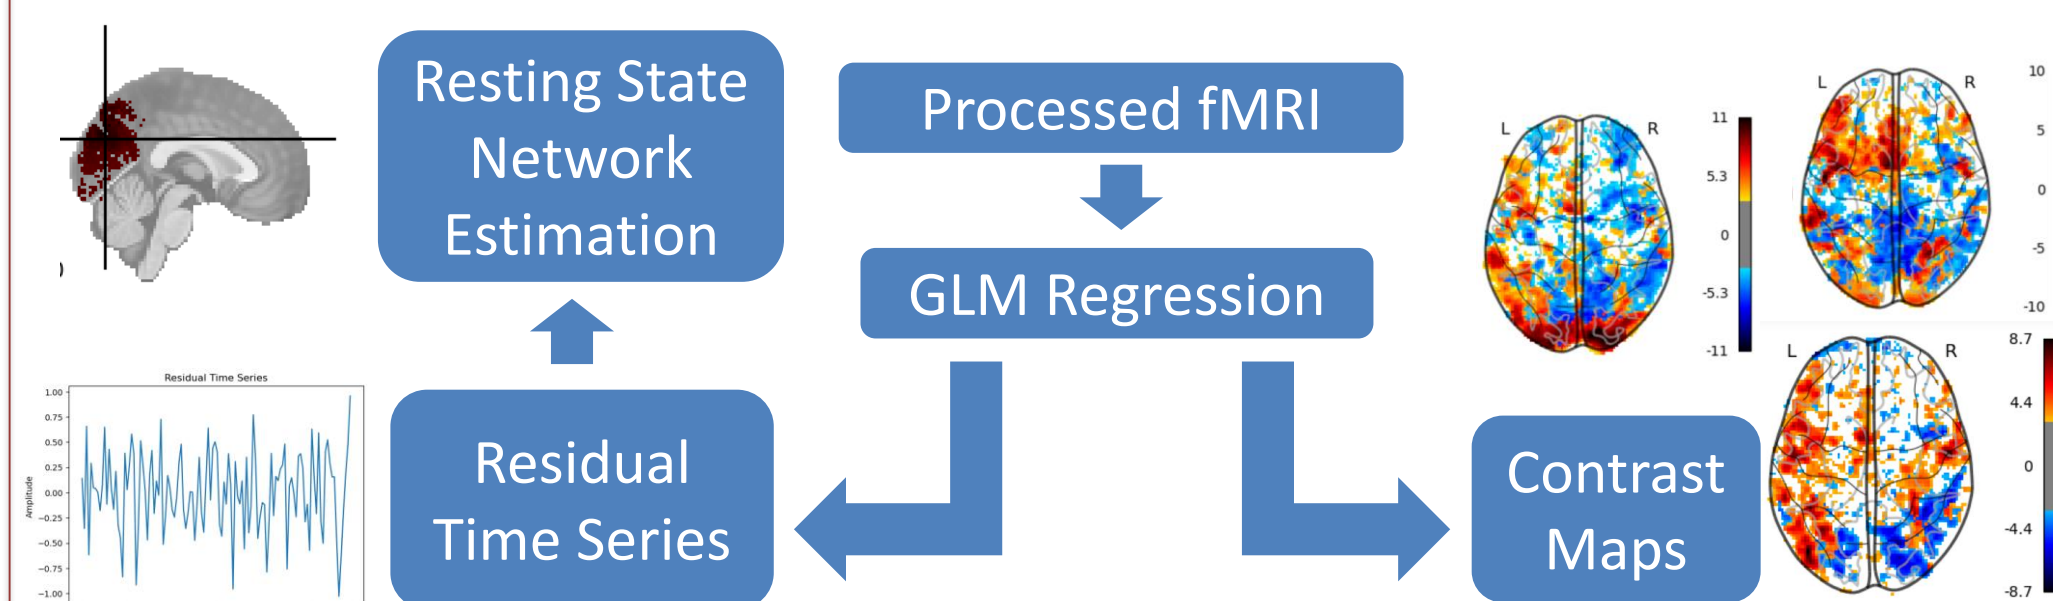 Resting State
Network
Estimation
Processed fMRI
GLM Regression
Residual
Time Series
Contrast
Maps
Residual Time Series
Amplitude
1.00
0.75
0.50
0.25
0.00
−0.25
−0.50
−0.75
−1.00
L
R
11
5.3
0
-5.3
-11
L
R
10
5
0
-5
-10
L
R
8.7
4.4
0
-4.4
-8.7